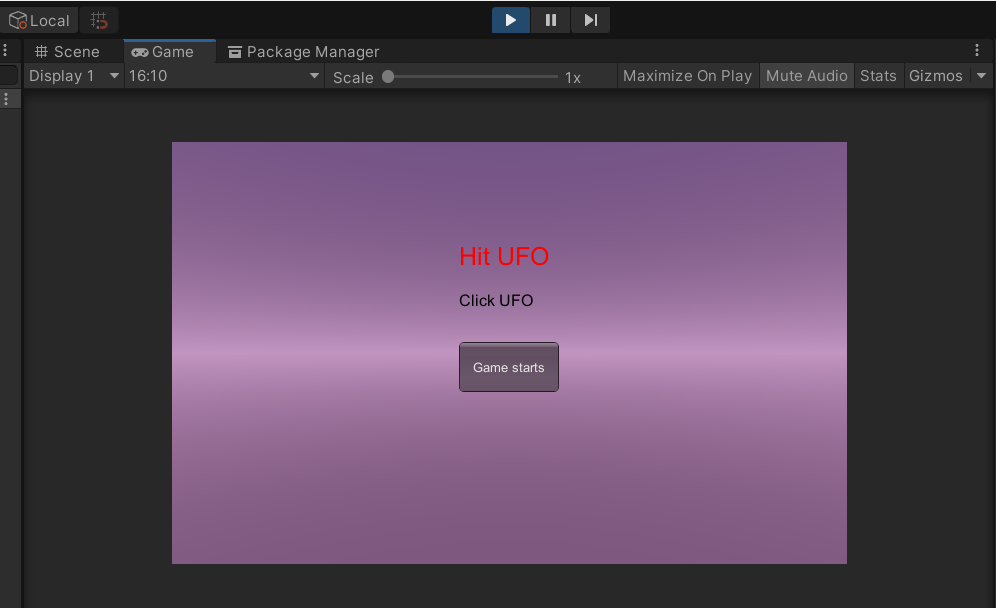 Local
Scene Game Package Manager
Display 1 16:10 Scale 1x Maximize On Play Mute Audio Stats Gizmos
Hit UFO
Click UFO
Game starts